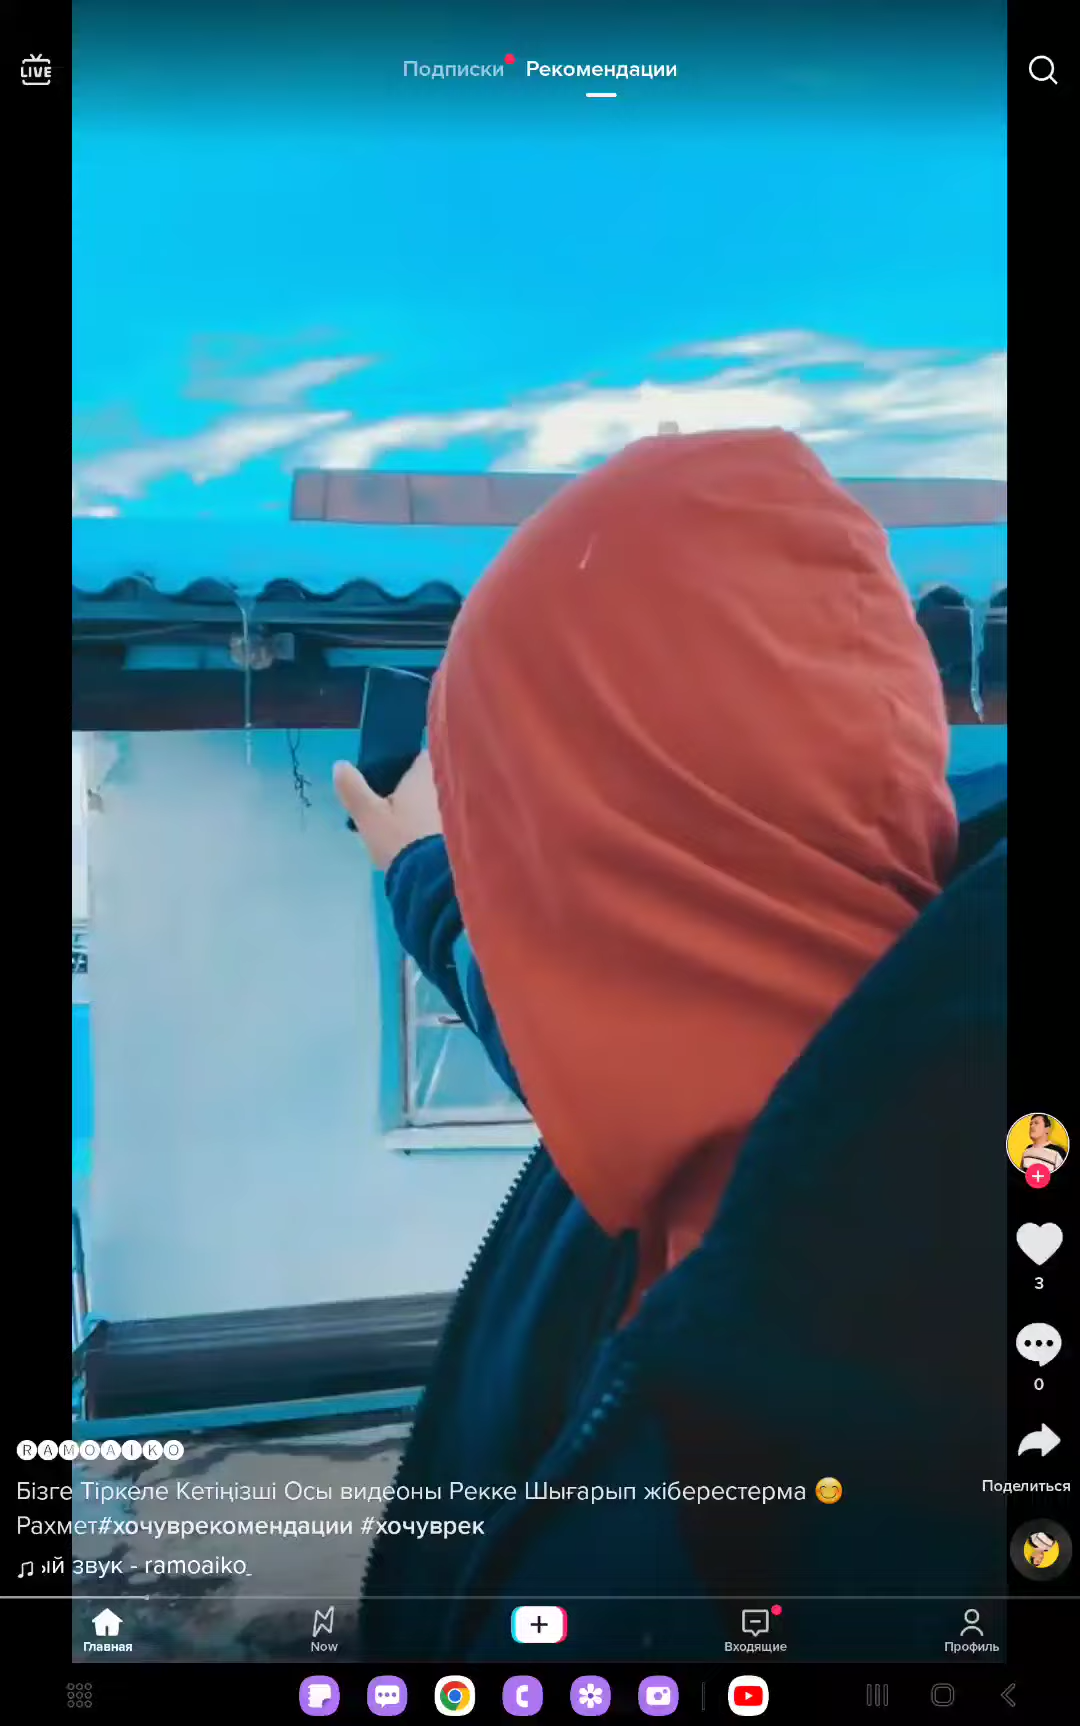 LIVE
Подписки Рекомендации
3
0
Поделиться
RAMOAIKO
Бізге Тіркеле Кетіңізші Осы видеоны Рекке Шығарып жіберестерма 😊
Рахмет#хочуврекомендации #хочуврек
ый звук - ramoaiko_
Главная Now Входящие Профиль